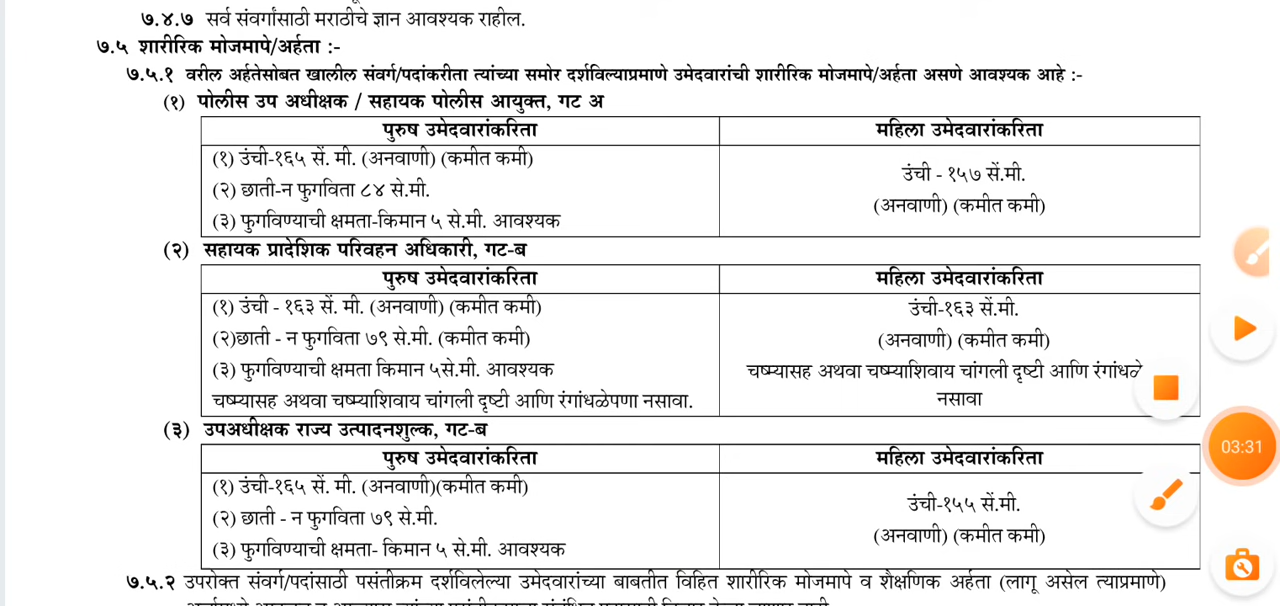 ७.४.७ सर्व संवर्गांसाठी मराठीचे ज्ञान आवश्यक राहील.
७.५ शारीरिक मोजमापे/अर्हता :-
७.५.१ वरील अर्हतेसोबत खालील संवर्ग/पदांकरीता त्यांच्या समोर दर्शविल्याप्रमाणे उमेदवारांची शारीरिक मोजमापे/अर्हता असणे आवश्यक आहे :-
(१) पोलीस उप अधीक्षक / सहायक पोलीस आयुक्त, गट अ
पुरुष उमेदवारांकरिता
(१) उंची-१६५ सें. मी. (अनवाणी) (कमीत कमी)
(२) छाती-न फुगविता ८४ से.मी.
(३) फुगविण्याची क्षमता-किमान ५ से.मी. आवश्यक
महिला उमेदवारांकरिता
उंची - १५७ सें.मी.
(अनवाणी) (कमीत कमी)
(२) सहायक प्रादेशिक परिवहन अधिकारी, गट-ब
पुरुष उमेदवारांकरिता
(१) उंची - १६३ सें. मी. (अनवाणी) (कमीत कमी)
(२)छाती - न फुगविता ७९ से.मी. (कमीत कमी)
(३) फुगविण्याची क्षमता किमान ५से.मी. आवश्यक
चष्म्यासह अथवा चष्म्याशिवाय चांगली दृष्टी आणि रंगांधळेपणा नसावा.
महिला उमेदवारांकरिता
उंची-१६३ सें.मी.
(अनवाणी) (कमीत कमी)
चष्म्यासह अथवा चष्म्याशिवाय चांगली दृष्टी आणि
नसावा
(३) उपअधीक्षक राज्य उत्पादनशुल्क, गट-ब
पुरुष उमेदवारांकरिता
(१) उंची-१६५ सें. मी. (अनवाणी)(कमीत कमी)
(२) छाती - न फुगविता ७९ से.मी.
(३) फुगविण्याची क्षमता- किमान ५ से.मी. आवश्यक
महिला उमेदवारांकरिता
उंची-१५५ सें.मी.
(अनवाणी) (कमीत कमी)
७.५.२ उपरोक्त संवर्ग/पदांसाठी पसंतीक्रम दर्शविलेल्या उमेदवारांच्या बाबतीत विहित शारीरिक मोजमापे व शैक्षणिक अर्हता (लागू असेल त्याप्रमाणे)
03:31